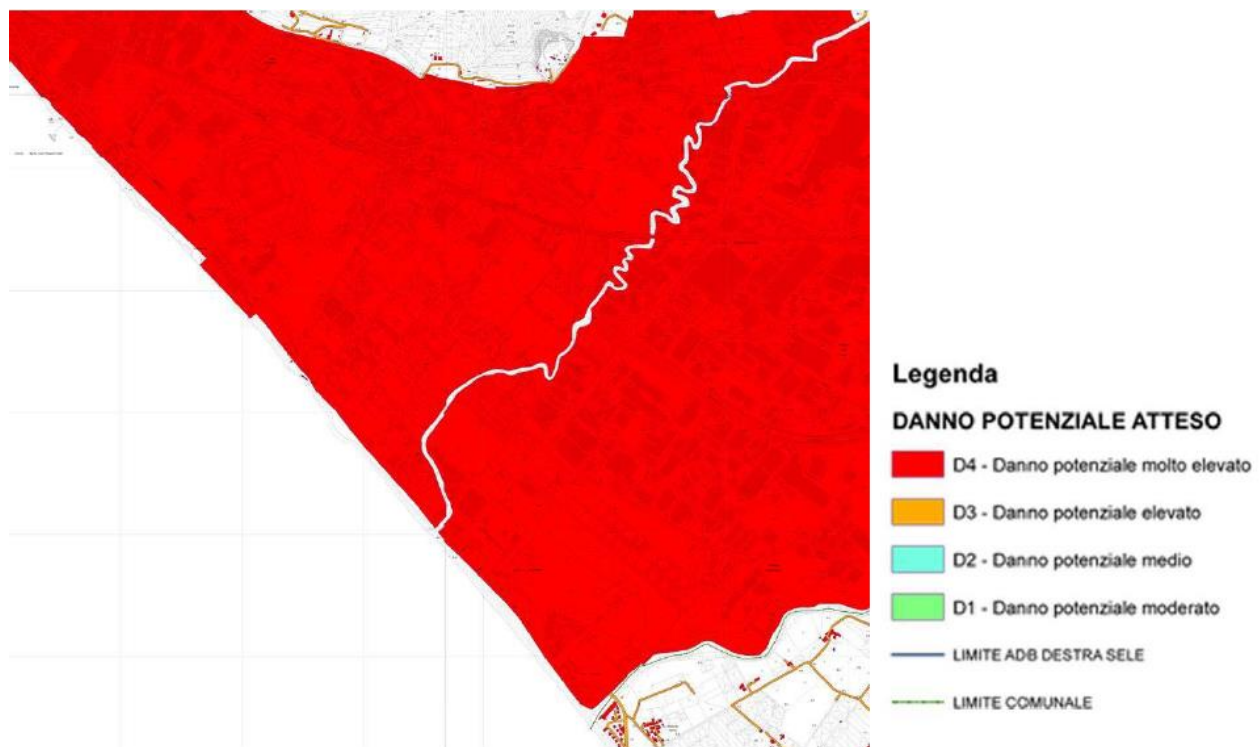 Legenda
DANNO POTENZIALE ATTESO
D4 - Danno potenziale molto elevato
D3 - Danno potenziale elevato
D2 - Danno potenziale medio
D1 - Danno potenziale moderato
LIMITE ADB DESTRA SELE
LIMITE COMUNALE